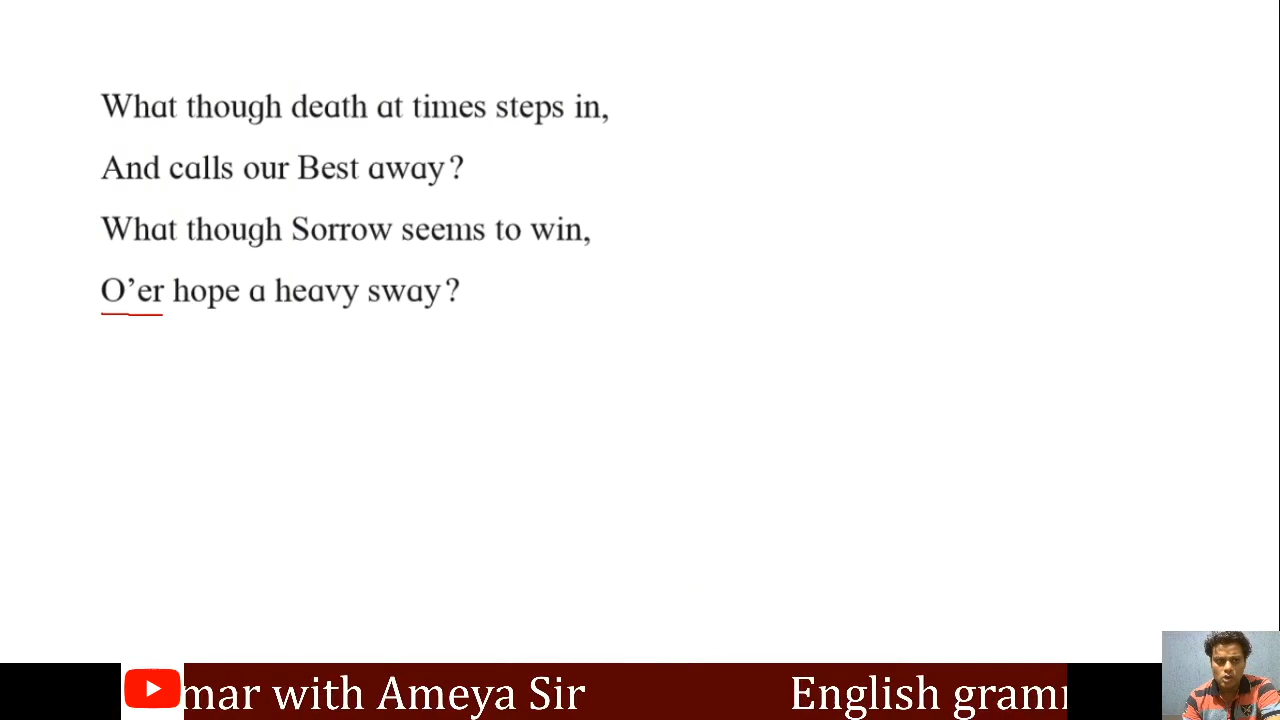 What though death at times steps in,
And calls our Best away?
What though Sorrow seems to win,
O’er hope a heavy sway?
mar with Ameya Sir English gram